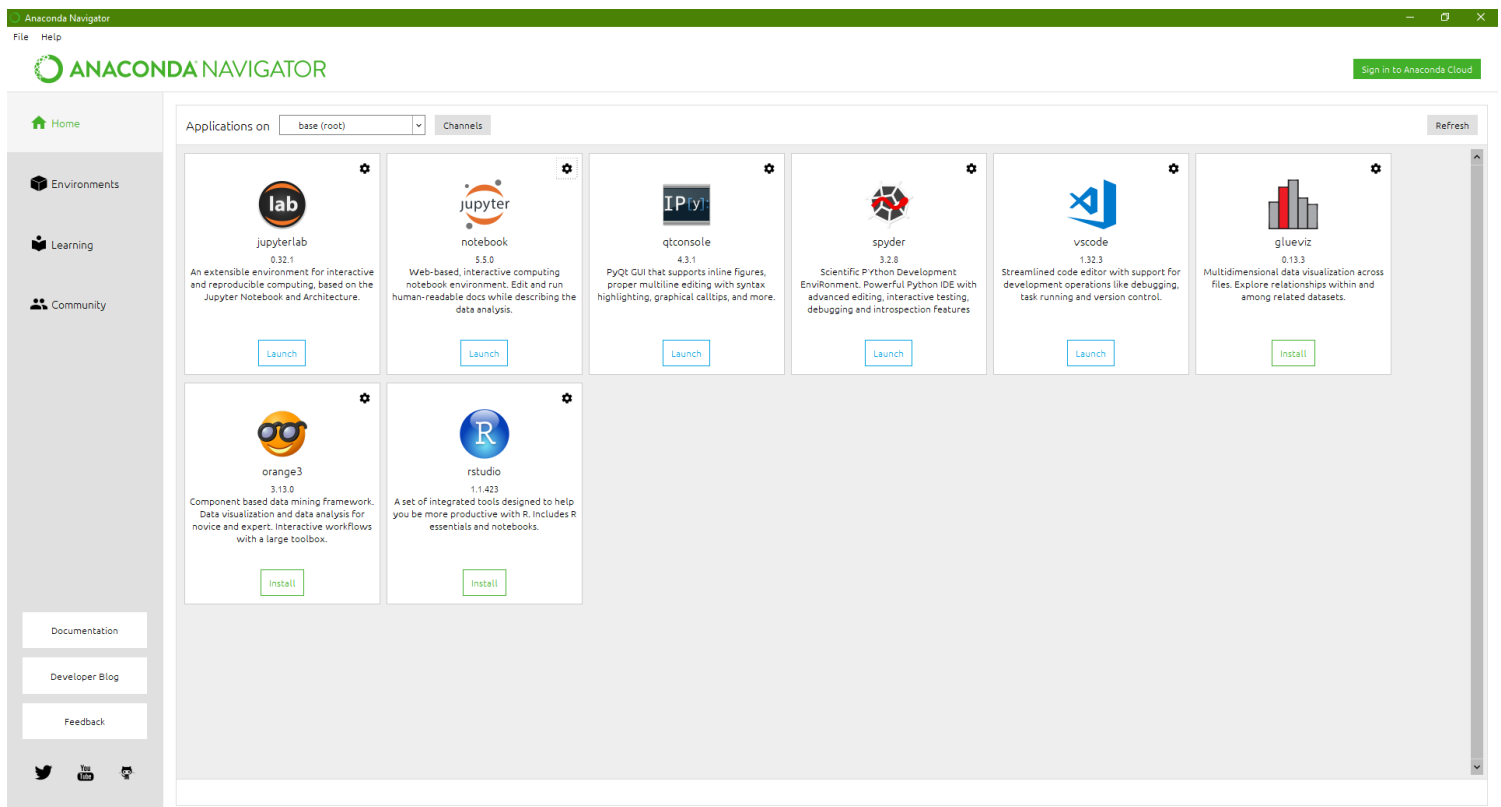 Anaconda Navigator
File Help
ANACONDA NAVIGATOR
Sign in to Anaconda Cloud
Home
Environments
Learning
Community
Documentation
Developer Blog
Feedback
You
Tube
Applications on base (root) Channels
Refresh
lab
jupyterlab
0.32.1
An extensible environment for interactive
and reproducible computing, based on the
Jupyter Notebook and Architecture.
Launch
jupyter
notebook
5.5.0
Web-based, interactive computing
notebook environment. Edit and run
human-readable docs while describing the
data analysis.
Launch
IP[y]:
qtconsole
4.3.1
PyQt GUI that supports inline figures,
proper multiline editing with syntax
highlighting, graphical calltips, and more.
Launch
spyder
3.2.8
Scientific PYthon Development
EnviRonment. Powerful Python IDE with
advanced editing, interactive testing,
debugging and introspection features
Launch
vscode
1.32.3
Streamlined code editor with support for
development operations like debugging,
task running and version control.
Launch
glueviz
0.13.3
Multidimensional data visualization across
files. Explore relationships within and
among related datasets.
Install
orange3
3.13.0
Component based data mining framework.
Data visualization and data analysis for
novice and expert. Interactive workflows
with a large toolbox.
Install
R
rstudio
1.1.423
A set of integrated tools designed to help
you be more productive with R. Includes R
essentials and notebooks.
Install